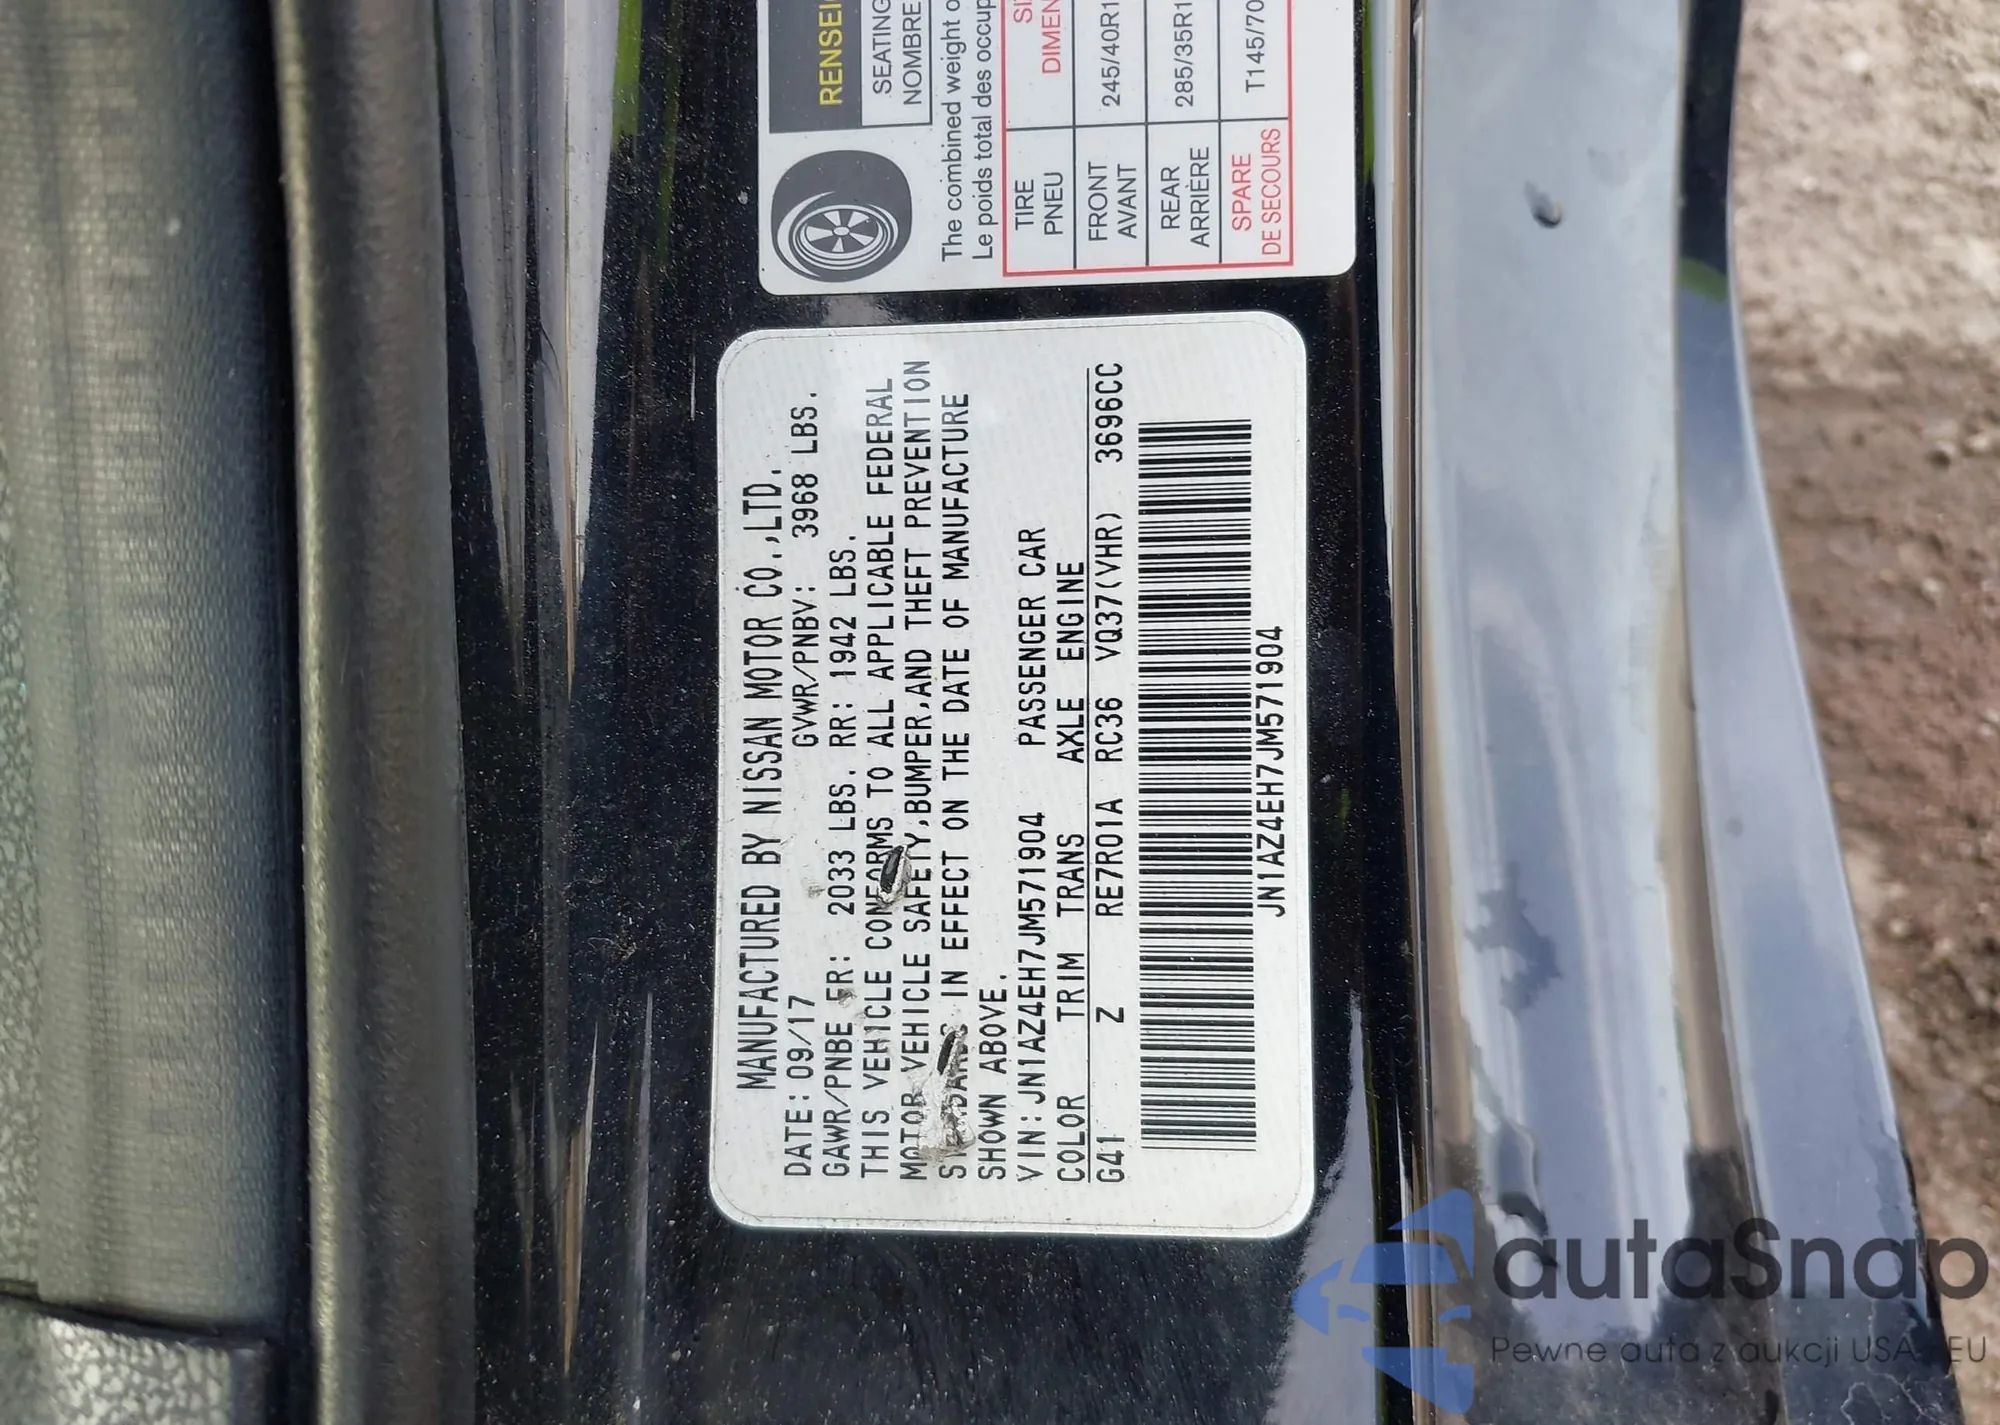 RENSEI
SEATING
NOMBRE
The combined weight o
Le poids total des occup
TIRE
PNEU
SI
DIMEN
FRONT
AVANT
245/40R1
REAR
ARRIÈRE
285/35R1
SPARE
DE SECOURS
T145/70
MANUFACTURED BY NISSAN MOTOR CO.,LTD.
DATE: 09/17 GVWR/PNBV: 3968 LBS.
GAWR/PNBE FR: 2033 LBS. RR: 1942 LBS.
THIS VEHICLE CONFORMS TO ALL APPLICABLE FEDERAL
MOTOR VEHICLE SAFETY,BUMPER,AND THEFT PREVENTION
IN EFFECT ON THE DATE OF MANUFACTURE
SHOWN ABOVE.
VIN:JN1AZ4EH7JM571904 PASSENGER CAR
COLOR TRIM TRANS AXLE ENGINE
G41 Z RE7R01A RC36 VQ37(VHR) 3696CC
JN1AZ4EH7JM571904
autaSnap
Pewne auta z aukcji USA i EU